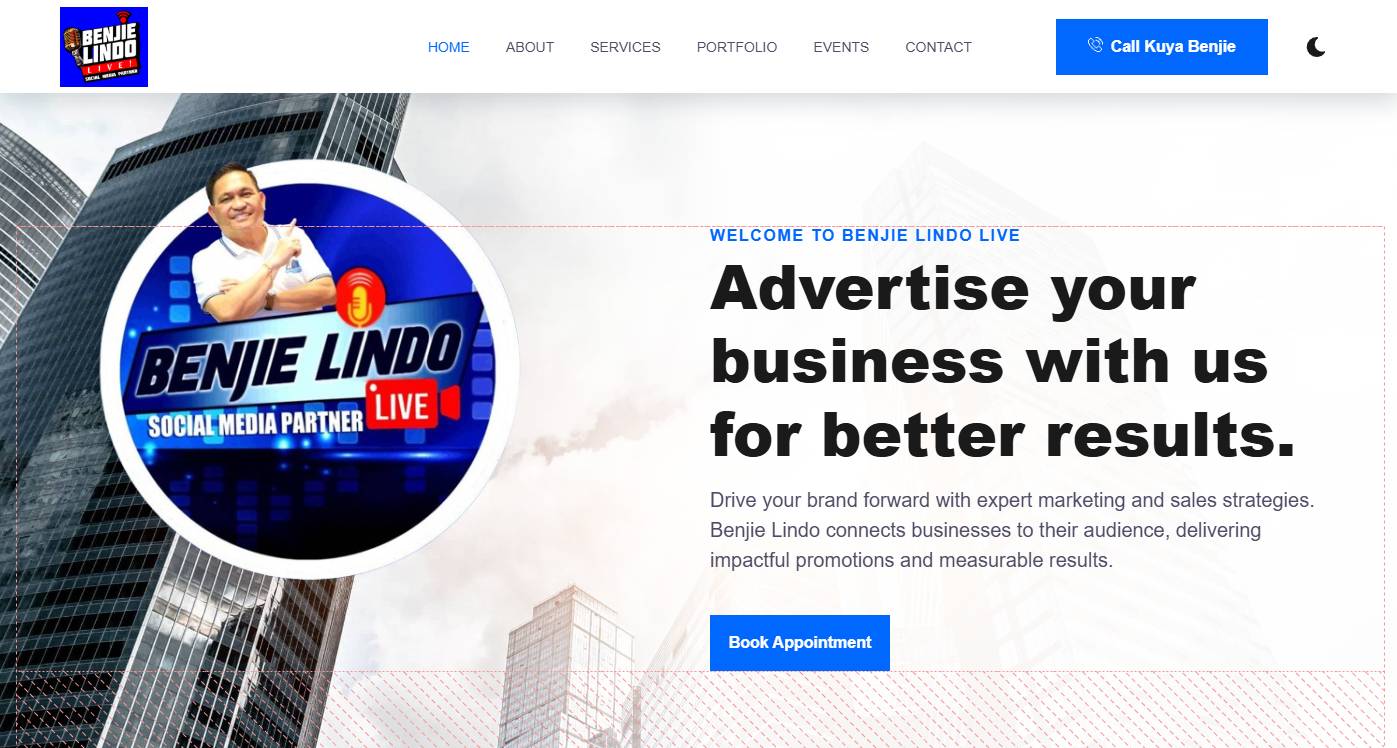 BENJIE
LINDO
LIVE!
SOCIAL MEDIA PARTNER
HOME
ABOUT
SERVICES
PORTFOLIO
EVENTS
CONTACT
Call Kuya Benjie
BENJIE LINDO
SOCIAL MEDIA PARTNER
LIVE
WELCOME TO BENJIE LINDO LIVE
Advertise your
business with us
for better results.
Drive your brand forward with expert marketing and sales strategies.
Benjie Lindo connects businesses to their audience, delivering
impactful promotions and measurable results.
Book Appointment